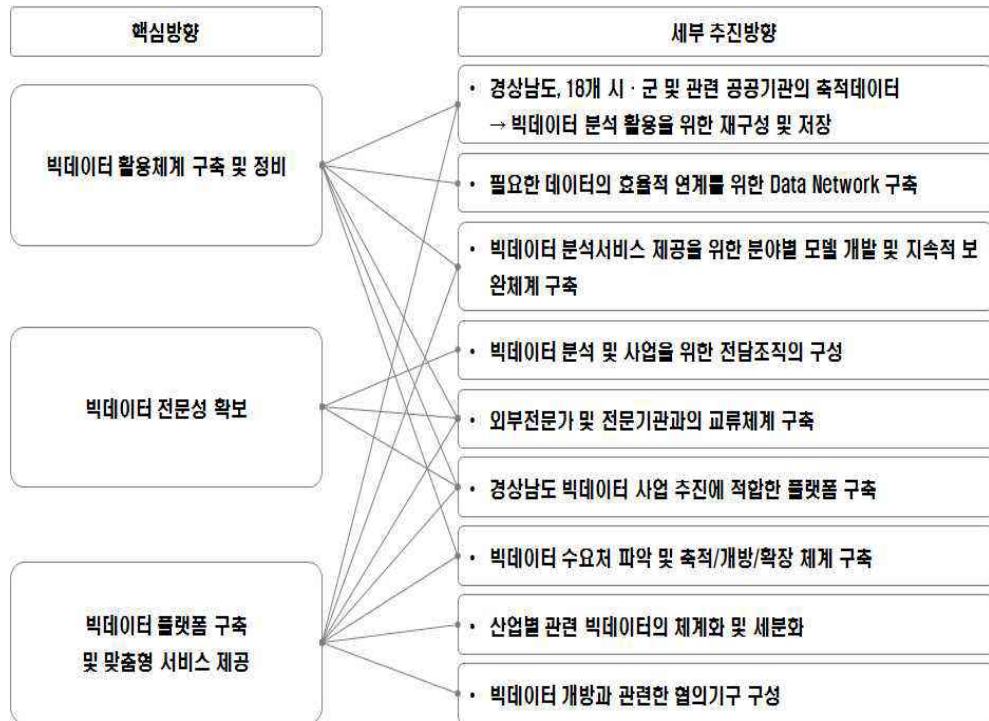 핵심방향
세부 추진방향
빅데이터 활용체계 구축 및 정비
빅데이터 전문성 확보
빅데이터 플랫폼 구축
및 맞춤형 서비스 제공
• 경상남도, 18개 시 · 군 및 관련 공공기관의 축적데이터
→ 빅데이터 분석 활용을 위한 재구성 및 저장
• 필요한 데이터의 효율적 연계를 위한 Data Network 구축
• 빅데이터 분석서비스 제공을 위한 분야별 모델 개발 및 지속적 보
완체계 구축
• 빅데이터 분석 및 사업을 위한 전담조직의 구성
• 외부전문가 및 전문기관과의 교류체계 구축
• 경상남도 빅데이터 사업 추진에 적합한 플랫폼 구축
• 빅데이터 수요처 파악 및 축적/개방/확장 체계 구축
• 산업별 관련 빅데이터의 체계화 및 세분화
• 빅데이터 개방과 관련한 협의기구 구성